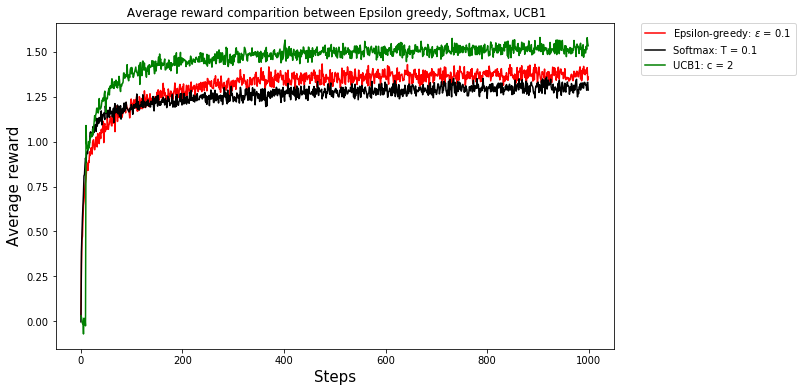 Average reward comparition between Epsilon greedy, Softmax, UCB1
Epsilon-greedy: ε = 0.1
Softmax: T = 0.1
UCB1: c = 2
Average reward
1.50
1.25
1.00
0.75
0.50
0.25
0.00
0 200 400 600 800 1000
Steps